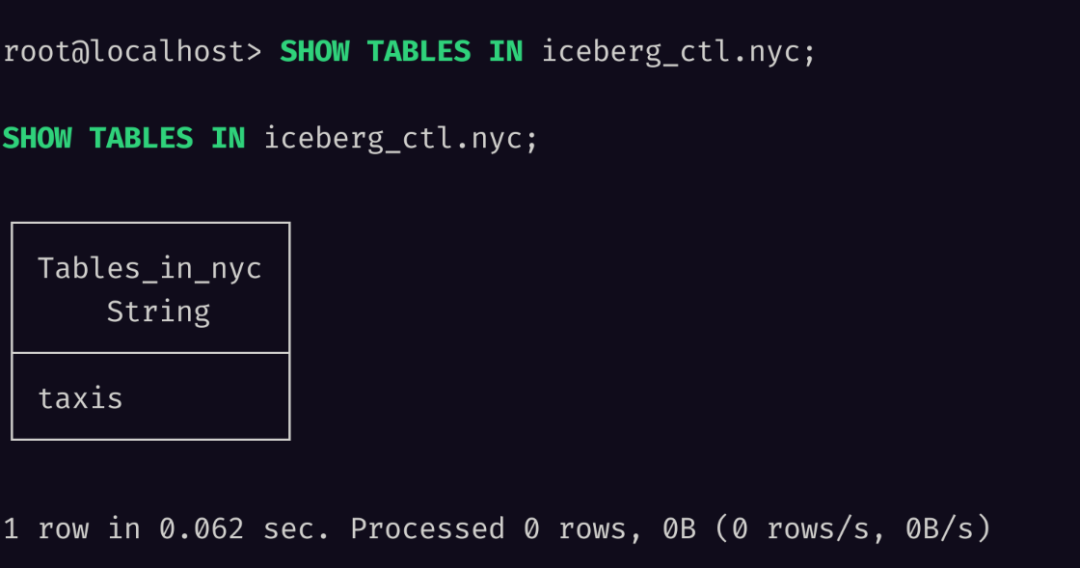 root@localhost> SHOW TABLES IN iceberg_ctl.nyc;
SHOW TABLES IN iceberg_ctl.nyc;
Tables_in_nyc
String
taxis
1 row in 0.062 sec. Processed 0 rows, 0B (0 rows/s, 0B/s)